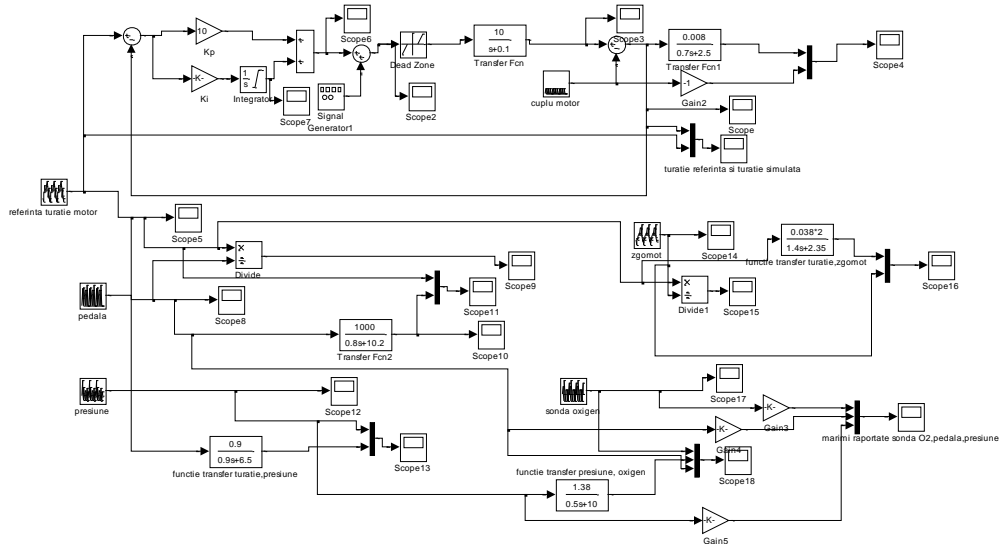 10
Kp
-K-
Ki
1
s
Integrator
Scope6
Scope7
Signal
Generator1
Dead Zone
Scope2
10
s+0.1
Transfer Fcn
Scope3
cuplu motor
0.008
0.7s+2.5
Transfer Fcn1
-1
Gain2
Scope4
Scope
turatie referinta si turatie simulata
referinta turatie motor
Scope5
Divide
Scope9
Scope11
pedala
Scope8
1000
0.8s+10.2
Transfer Fcn2
Scope10
zgomot
Scope14
Divide1
Scope15
0.038*2
1.4s+2.35
functie transfer turatie,zgomot
Scope16
presiune
Scope12
0.9
0.9s+6.5
functie transfer turatie,presiune
Scope13
sonda oxigen
Scope17
-K-
Gain3
-K-
Gain4
marimi raportate sonda O2,pedala,presiune
Scope18
functie transfer presiune, oxigen
1.38
0.5s+10
-K-
Gain5